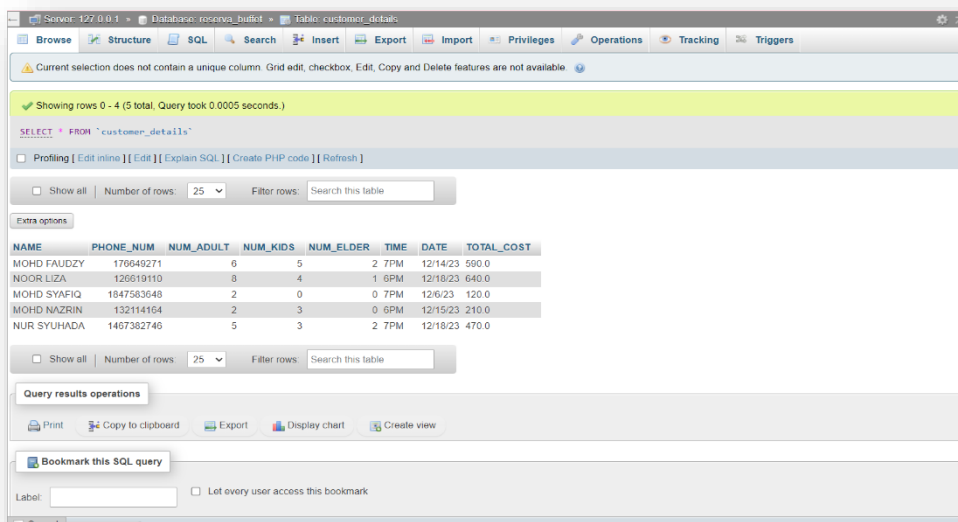 Server: 127.0.0.1 » Database: reserva_buffet » Table: customer_details
Browse Structure SQL Search Insert Export Import Privileges Operations Tracking Triggers
Current selection does not contain a unique column. Grid edit, checkbox, Edit, Copy and Delete features are not available.
Showing rows 0 - 4 (5 total, Query took 0.0005 seconds.)
SELECT * FROM `customer_details`
Profiling [ Edit inline ] [ Edit ] [ Explain SQL ] [ Create PHP code ] [ Refresh ]
Show all | Number of rows: 25 Filter rows: Search this table
Extra options
NAME PHONE_NUM NUM_ADULT NUM_KIDS NUM_ELDER TIME DATE TOTAL_COST
MOHD FAUDZY 176649271 6 5 2 7PM 12/14/23 590.0
NOOR LIZA 126619110 8 4 1 6PM 12/18/23 640.0
MOHD SYAFIQ 1847583648 2 0 0 7PM 12/6/23 120.0
MOHD NAZRIN 132114164 2 3 0 6PM 12/15/23 210.0
NUR SYUHADA 1467382746 5 3 2 7PM 12/18/23 470.0
Show all | Number of rows: 25 Filter rows: Search this table
Query results operations
Print Copy to clipboard Export Display chart Create view
Bookmark this SQL query
Label: Let every user access this bookmark